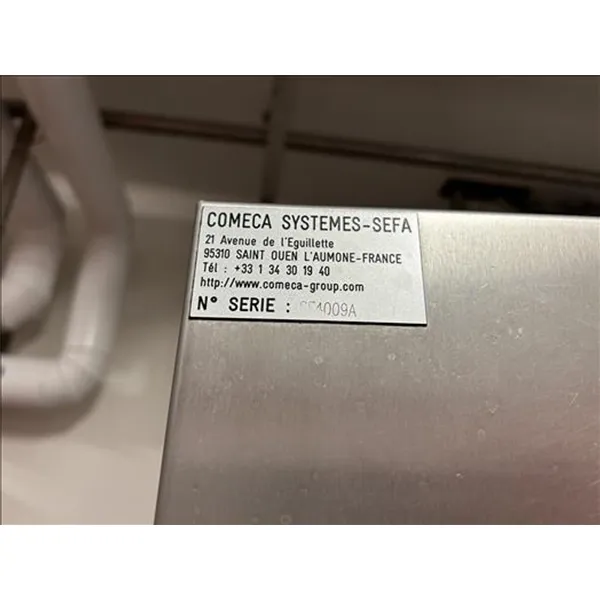 COMECA SYSTEMES-SEFA
21 Avenue de l'Eguillette
95310 SAINT OUEN L'AUMONE-FRANCE
Tél : +33 1 34 30 19 40
http://www.comeca-group.com
N° SERIE :